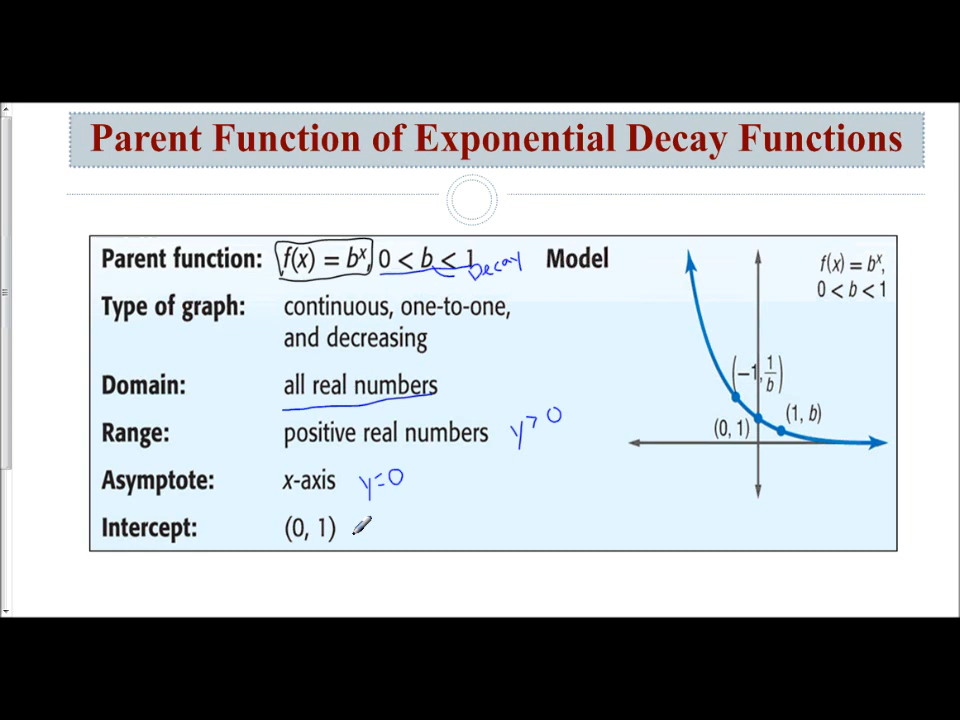 Parent Function of Exponential Decay Functions
Parent function: f(x) = bˣ, 0 < b < 1 Decay Model
Type of graph: continuous, one-to-one,
and decreasing
Domain: all real numbers
Range: positive real numbers y > 0
Asymptote: x-axis y = 0
Intercept: (0, 1)
f(x) = bˣ,
0 < b < 1
(−1, 1/b)
(0, 1)
(1, b)